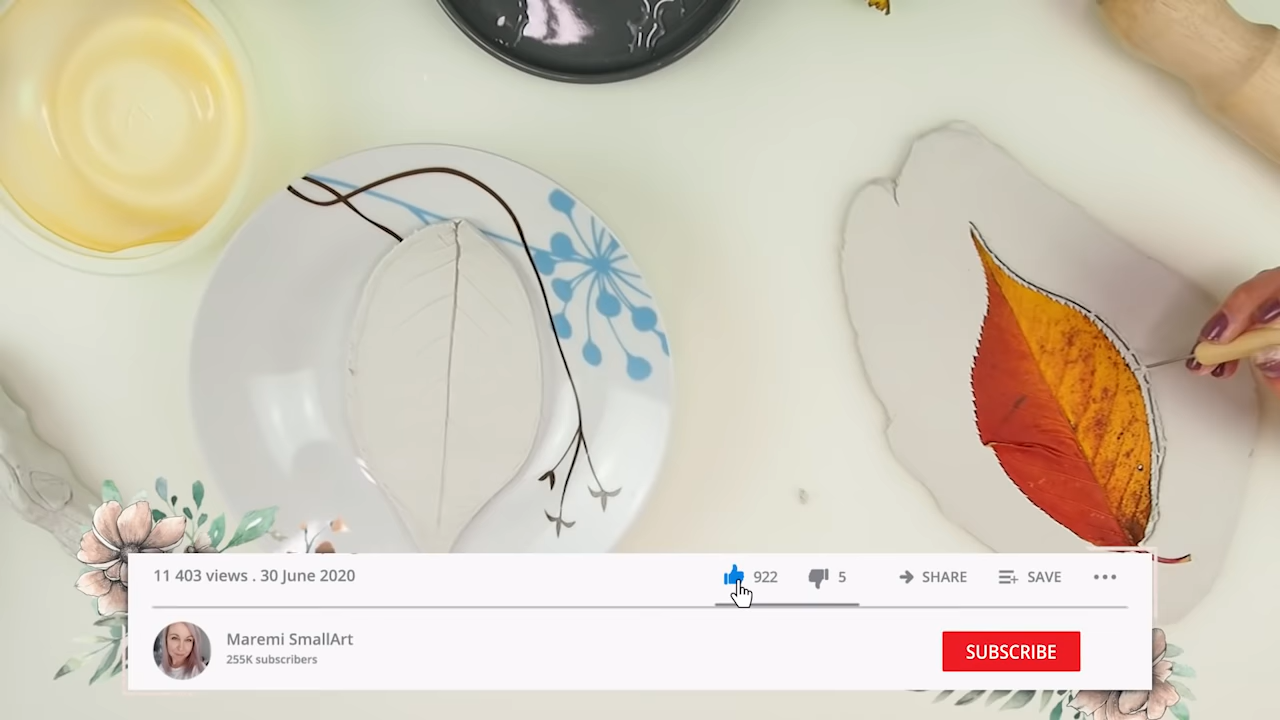 11 403 views . 30 June 2020
922
5
SHARE
SAVE
Maremi SmallArt
255K subscribers
SUBSCRIBE